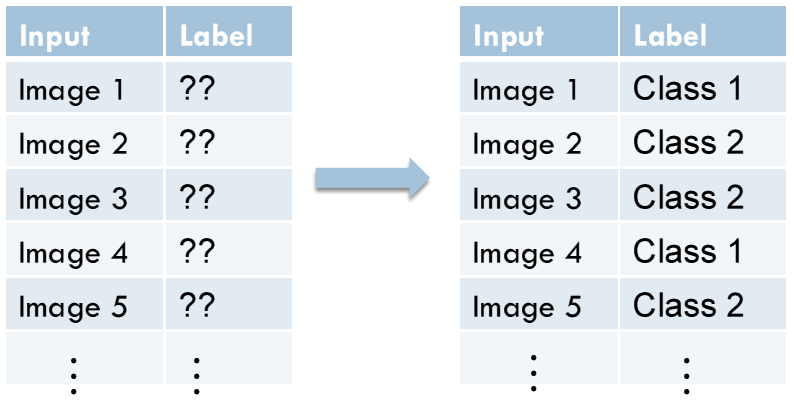 Input Label
Image 1 ??
Image 2 ??
Image 3 ??
Image 4 ??
Image 5 ??
⋮ ⋮
Input Label
Image 1 Class 1
Image 2 Class 2
Image 3 Class 2
Image 4 Class 1
Image 5 Class 2
⋮ ⋮